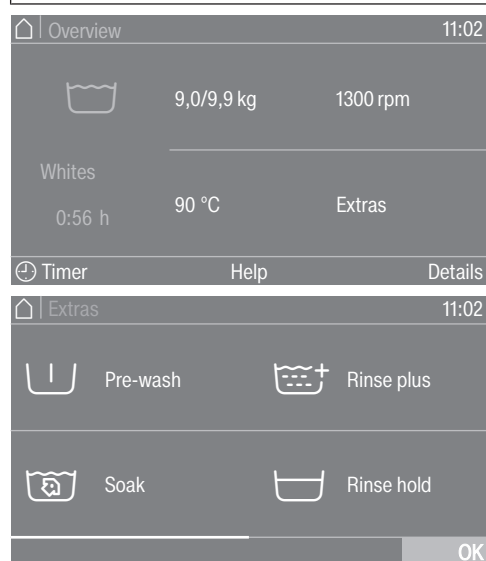 Overview 11:02
9,0/9,9 kg 1300 rpm
Whites
0:56 h
90 °C Extras
Timer Help Details
Extras 11:02
Pre-wash Rinse plus
Soak Rinse hold
OK